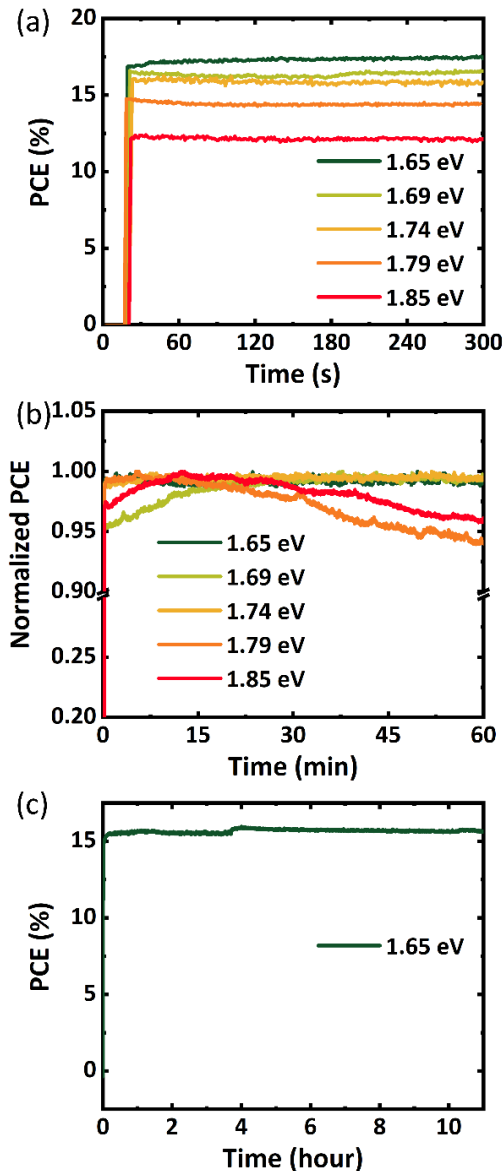 (a)
20
15
10
5
0
PCE (%)
1.65 eV
1.69 eV
1.74 eV
1.79 eV
1.85 eV
0 60 120 180 240 300
Time (s)
(b)
1.05
1.00
0.95
0.90
0.25
0.20
Normalized PCE
1.65 eV
1.69 eV
1.74 eV
1.79 eV
1.85 eV
0 15 30 45 60
Time (min)
(c)
15
10
5
0
PCE (%)
1.65 eV
0 2 4 6 8 10
Time (hour)